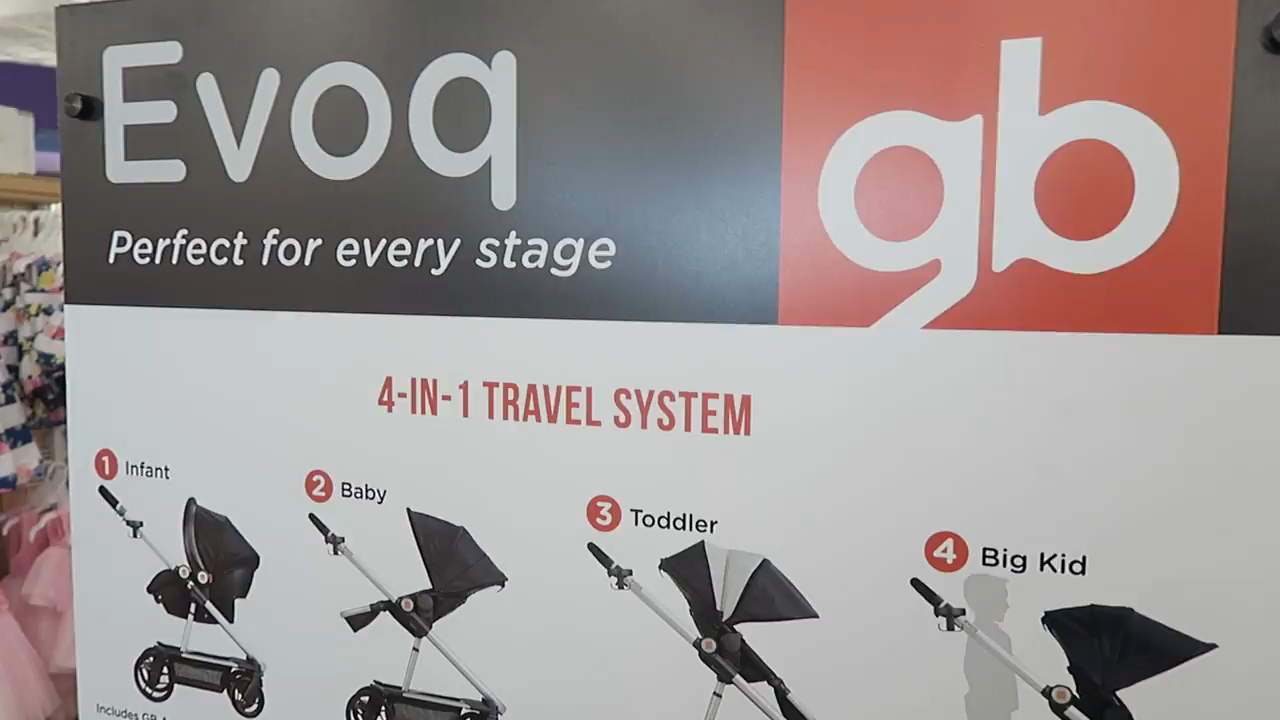 Evoq
gb
Perfect for every stage
4-IN-1 TRAVEL SYSTEM
1 Infant
2 Baby
3 Toddler
4 Big Kid
Includes GB